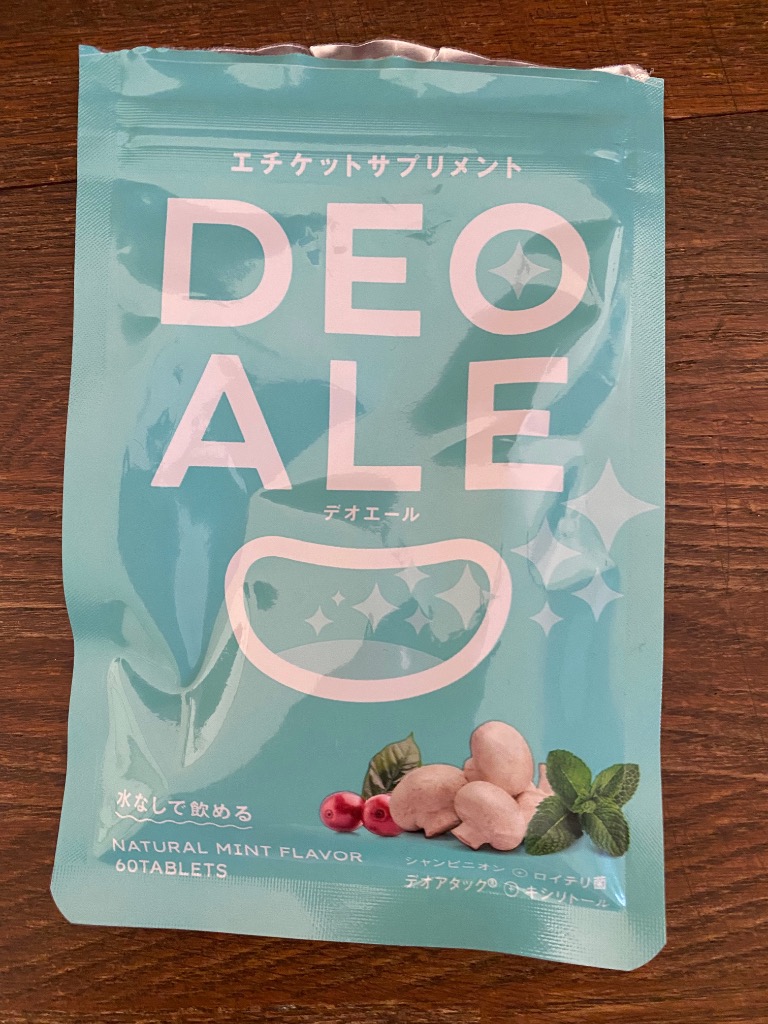 エチケットサプリメント
DEO
ALE
デオエール
水なしで飲める
NATURAL MINT FLAVOR
60TABLETS
シャンピニオン + ロイテリ菌
デオアタック® + キシリトール